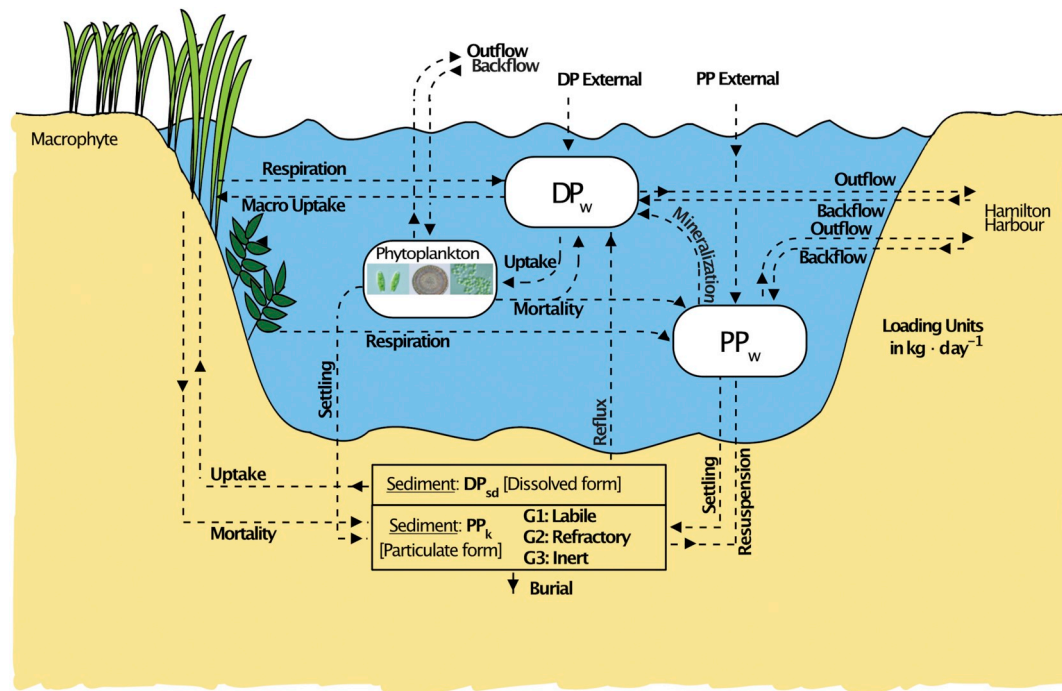 Outflow
Backflow
DP External
PP External
Macrophyte
Respiration
DPw
Outflow
Macro Uptake
Backflow
Outflow
Hamilton
Harbour
Mineralization
Phytoplankton
Uptake
Backflow
Mortality
Respiration
PPw
Loading Units
in kg · day⁻¹
Settling
Reflux
Settling
Resuspension
Uptake
Sediment: DPsd [Dissolved form]
Mortality
Sediment: PPk
[Particulate form]
G1: Labile
G2: Refractory
G3: Inert
Burial